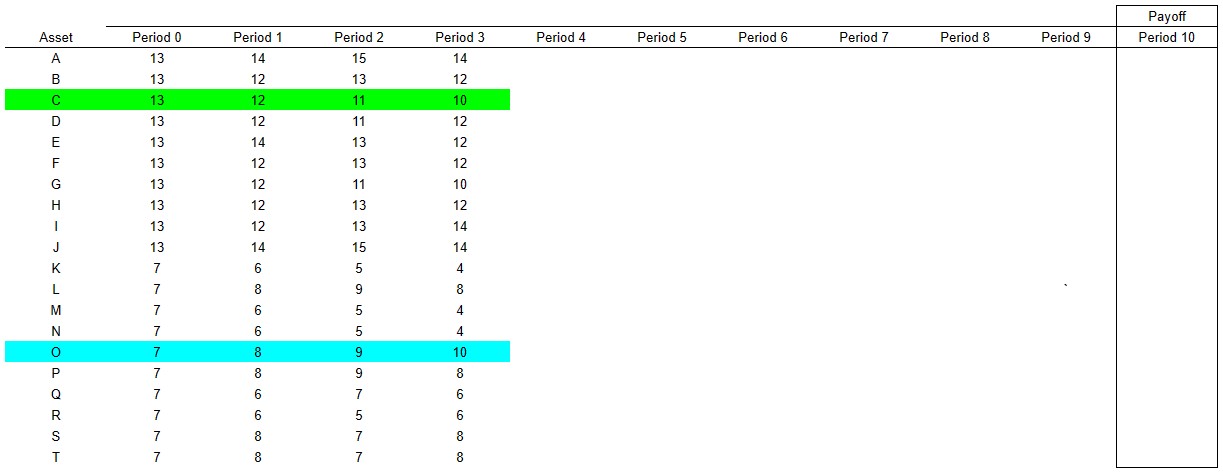 Payoff
Asset Period 0 Period 1 Period 2 Period 3 Period 4 Period 5 Period 6 Period 7 Period 8 Period 9 Period 10
A 13 14 15 14
B 13 12 13 12
C 13 12 11 10
D 13 12 11 12
E 13 14 13 12
F 13 12 13 12
G 13 12 11 10
H 13 12 13 12
I 13 12 13 14
J 13 14 15 14
K 7 6 5 4
L 7 8 9 8 `
M 7 6 5 4
N 7 6 5 4
O 7 8 9 10
P 7 8 9 8
Q 7 6 7 6
R 7 6 5 6
S 7 8 7 8
T 7 8 7 8